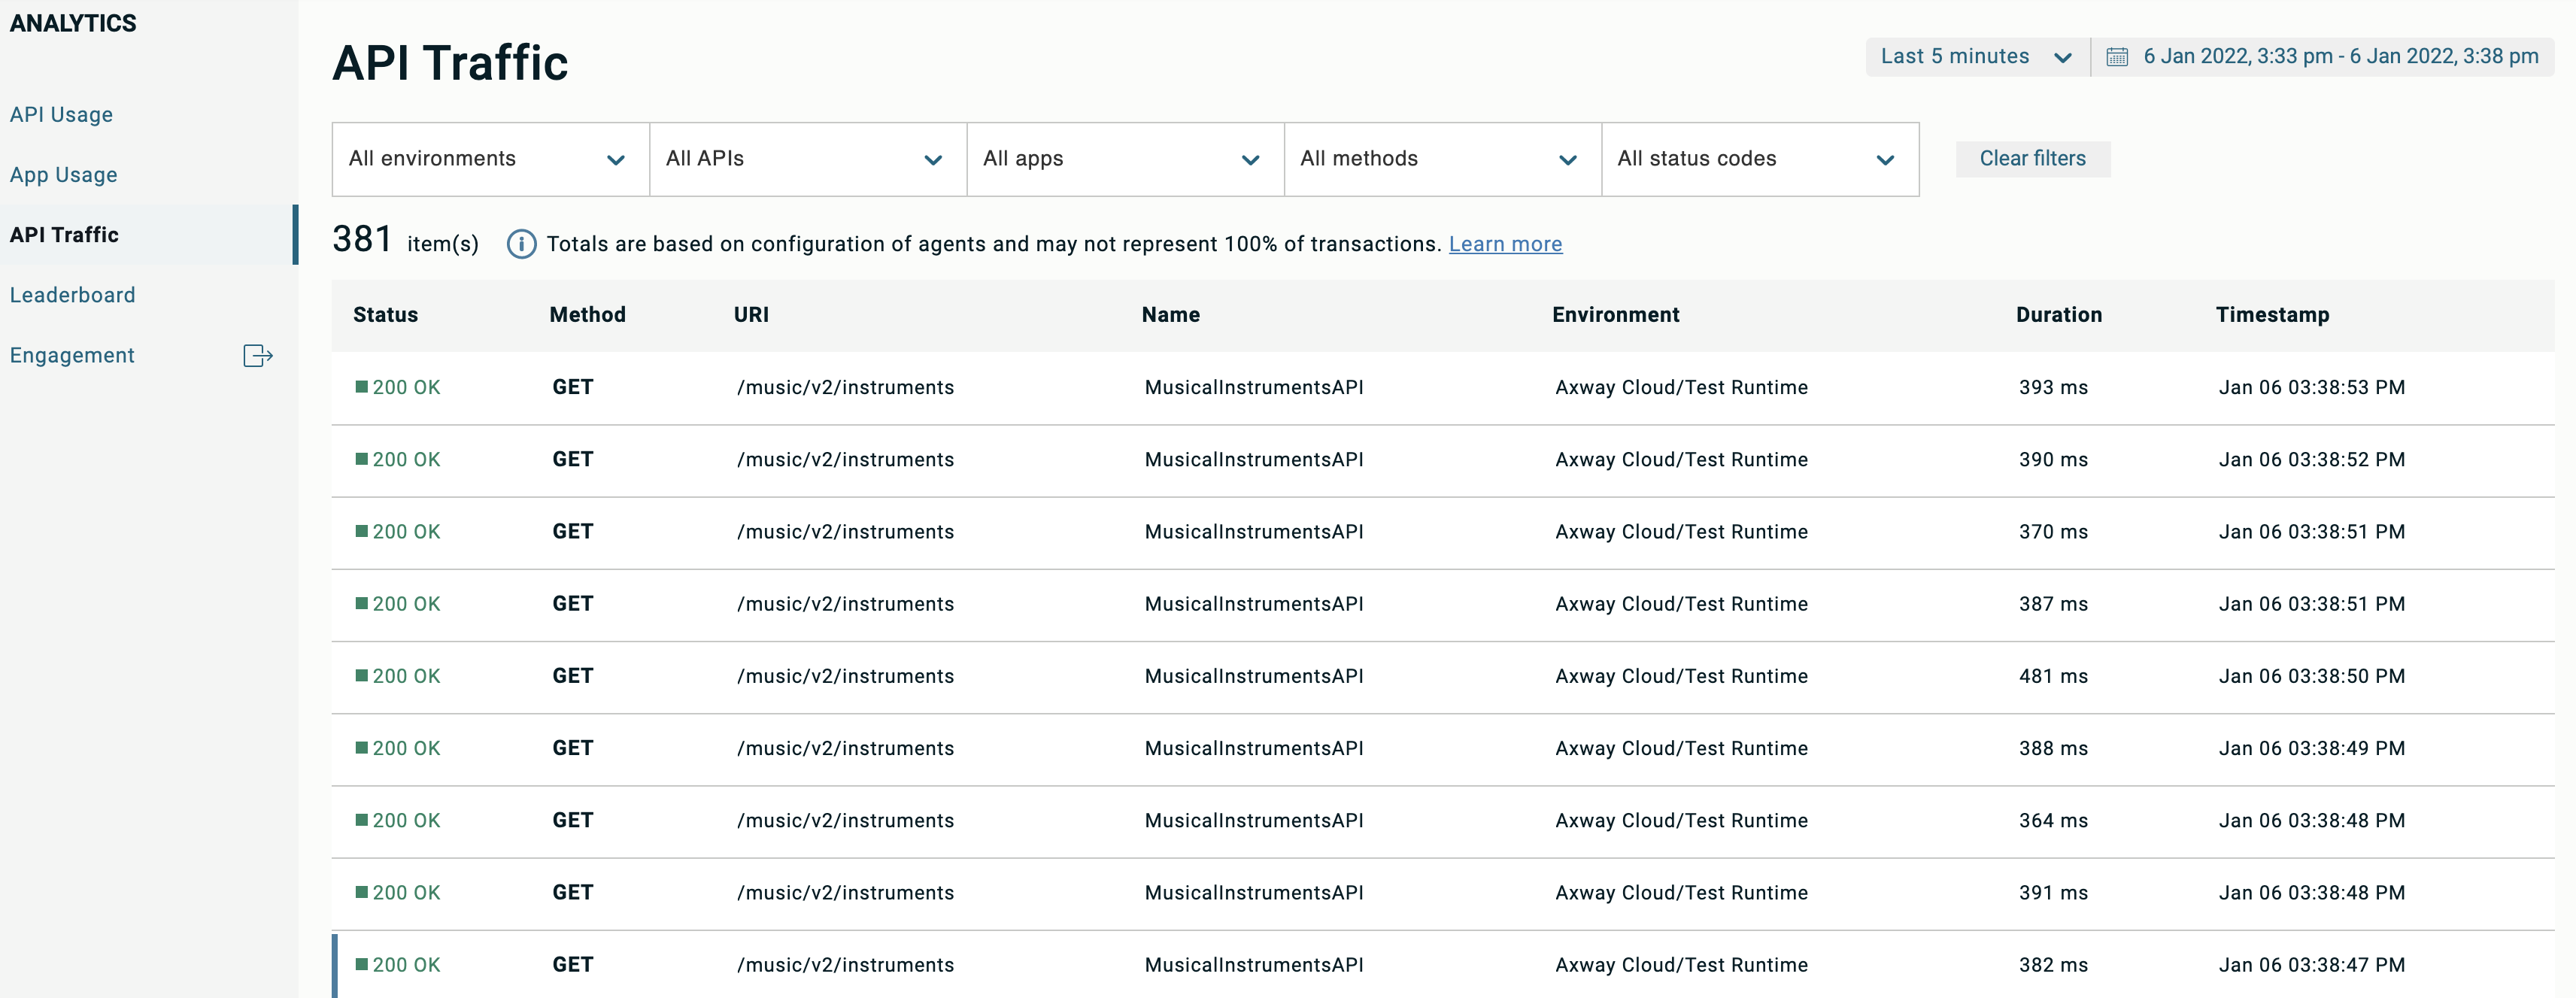 ANALYTICS
API Usage
App Usage
API Traffic
Leaderboard
Engagement
API Traffic
Last 5 minutes 6 Jan 2022, 3:33 pm - 6 Jan 2022, 3:38 pm
All environments All APIs All apps All methods All status codes Clear filters
381 item(s) Totals are based on configuration of agents and may not represent 100% of transactions. Learn more
Status Method URI Name Environment Duration Timestamp
200 OK GET /music/v2/instruments MusicalInstrumentsAPI Axway Cloud/Test Runtime 393 ms Jan 06 03:38:53 PM
200 OK GET /music/v2/instruments MusicalInstrumentsAPI Axway Cloud/Test Runtime 390 ms Jan 06 03:38:52 PM
200 OK GET /music/v2/instruments MusicalInstrumentsAPI Axway Cloud/Test Runtime 370 ms Jan 06 03:38:51 PM
200 OK GET /music/v2/instruments MusicalInstrumentsAPI Axway Cloud/Test Runtime 387 ms Jan 06 03:38:51 PM
200 OK GET /music/v2/instruments MusicalInstrumentsAPI Axway Cloud/Test Runtime 481 ms Jan 06 03:38:50 PM
200 OK GET /music/v2/instruments MusicalInstrumentsAPI Axway Cloud/Test Runtime 388 ms Jan 06 03:38:49 PM
200 OK GET /music/v2/instruments MusicalInstrumentsAPI Axway Cloud/Test Runtime 364 ms Jan 06 03:38:48 PM
200 OK GET /music/v2/instruments MusicalInstrumentsAPI Axway Cloud/Test Runtime 391 ms Jan 06 03:38:48 PM
200 OK GET /music/v2/instruments MusicalInstrumentsAPI Axway Cloud/Test Runtime 382 ms Jan 06 03:38:47 PM